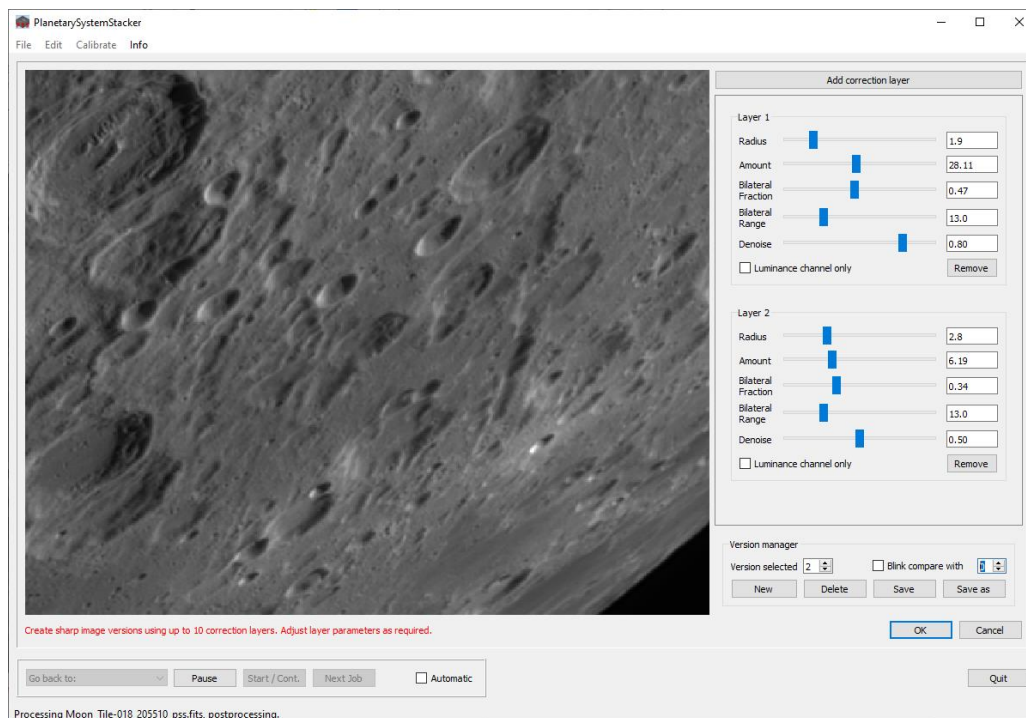 PlanetarySystemStacker
File Edit Calibrate Info
Add correction layer
Layer 1
Radius 1.9
Amount 28.11
Bilateral Fraction 0.47
Bilateral Range 13.0
Denoise 0.80
Luminance channel only Remove
Layer 2
Radius 2.8
Amount 6.19
Bilateral Fraction 0.34
Bilateral Range 13.0
Denoise 0.50
Luminance channel only Remove
Version manager
Version selected 2 Blink compare with
New Delete Save Save as
Create sharp image versions using up to 10 correction layers. Adjust layer parameters as required.
OK Cancel
Go back to: Pause Start / Cont. Next Job Automatic Quit
Processing Moon_Tile-018_205510_pss.fits, postprocessing.